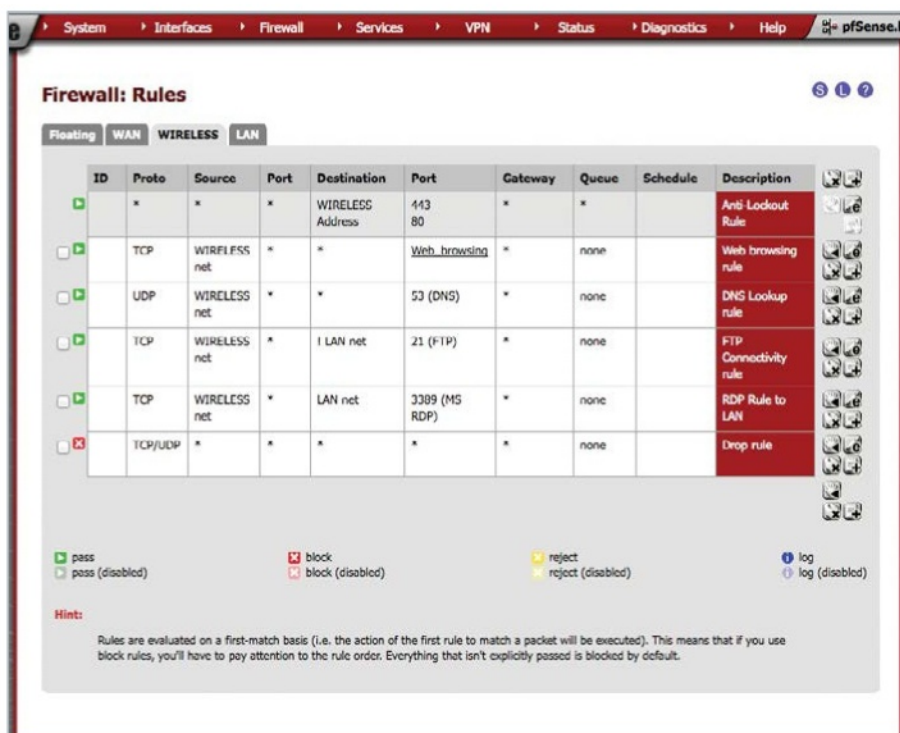 System Interfaces Firewall Services VPN Status Diagnostics Help pfSense.
Firewall: Rules
S L ?
Floating WAN WIRELESS LAN
ID Proto Source Port Destination Port Gateway Queue Schedule Description
* * * WIRELESS 443 * * Anti-Lockout
Address 80 Rule
TCP WIRELESS * * Web browsing * none Web browsing
net rule
UDP WIRELESS * * 53 (DNS) * none DNS Lookup
net rule
TCP WIRELESS * ! LAN net 21 (FTP) * none FTP
net Connectivity
rule
TCP WIRELESS * LAN net 3389 (MS * none RDP Rule to
net RDP) LAN
TCP/UDP * * * * * none Drop rule
pass block reject log
pass (disabled) block (disabled) reject (disabled) log (disabled)
Hint:
Rules are evaluated on a first-match basis (i.e. the action of the first rule to match a packet will be executed). This means that if you use
block rules, you'll have to pay attention to the rule order. Everything that isn't explicitly passed is blocked by default.